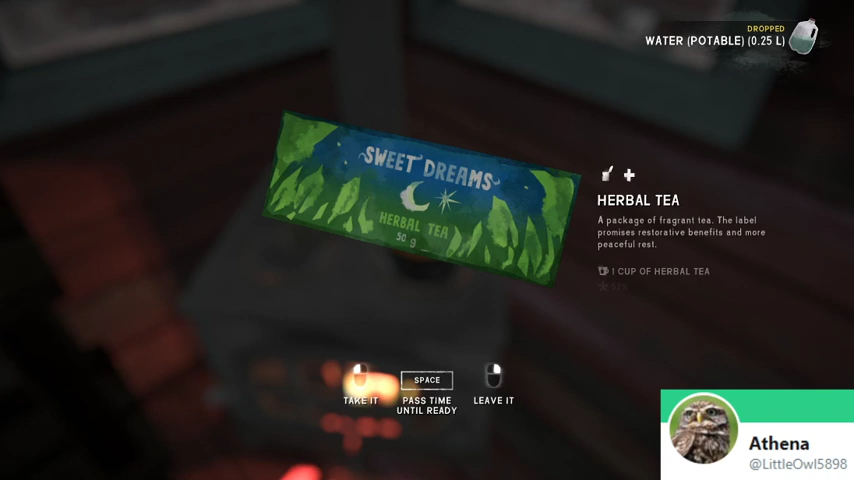 DROPPED
WATER (POTABLE) (0.25 L)
SWEET DREAMS
HERBAL TEA
50 g
HERBAL TEA
A package of fragrant tea. The label
promises restorative benefits and more
peaceful rest.
1 CUP OF HERBAL TEA
TAKE IT
SPACE
PASS TIME
UNTIL READY
LEAVE IT
Athena
@LittleOwl5898